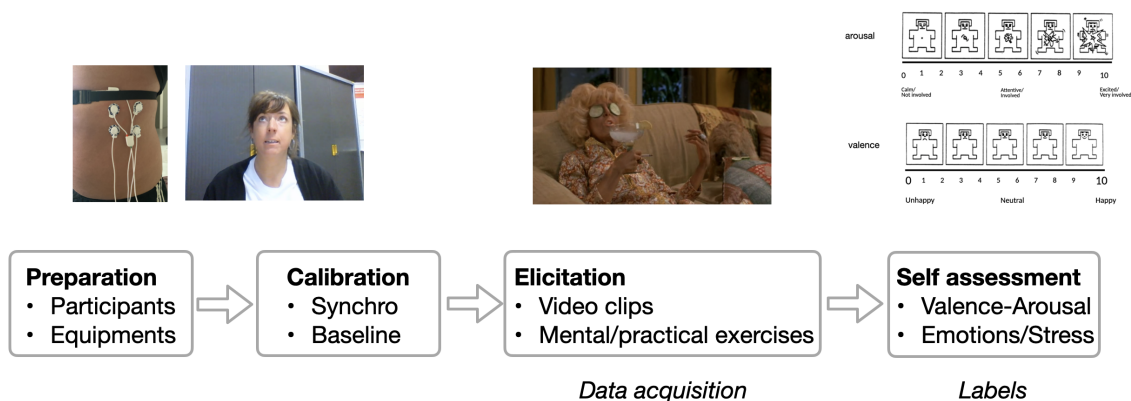 arousal
0 1 2 3 4 5 6 7 8 9 10
Calm/
Not involved
Attentive/
Involved
Excited/
Very involved
valence
0 1 2 3 4 5 6 7 8 9 10
Unhappy Neutral Happy
Preparation
• Participants
• Equipments
Calibration
• Synchro
• Baseline
Elicitation
• Video clips
• Mental/practical exercises
Self assessment
• Valence-Arousal
• Emotions/Stress
Data acquisition
Labels